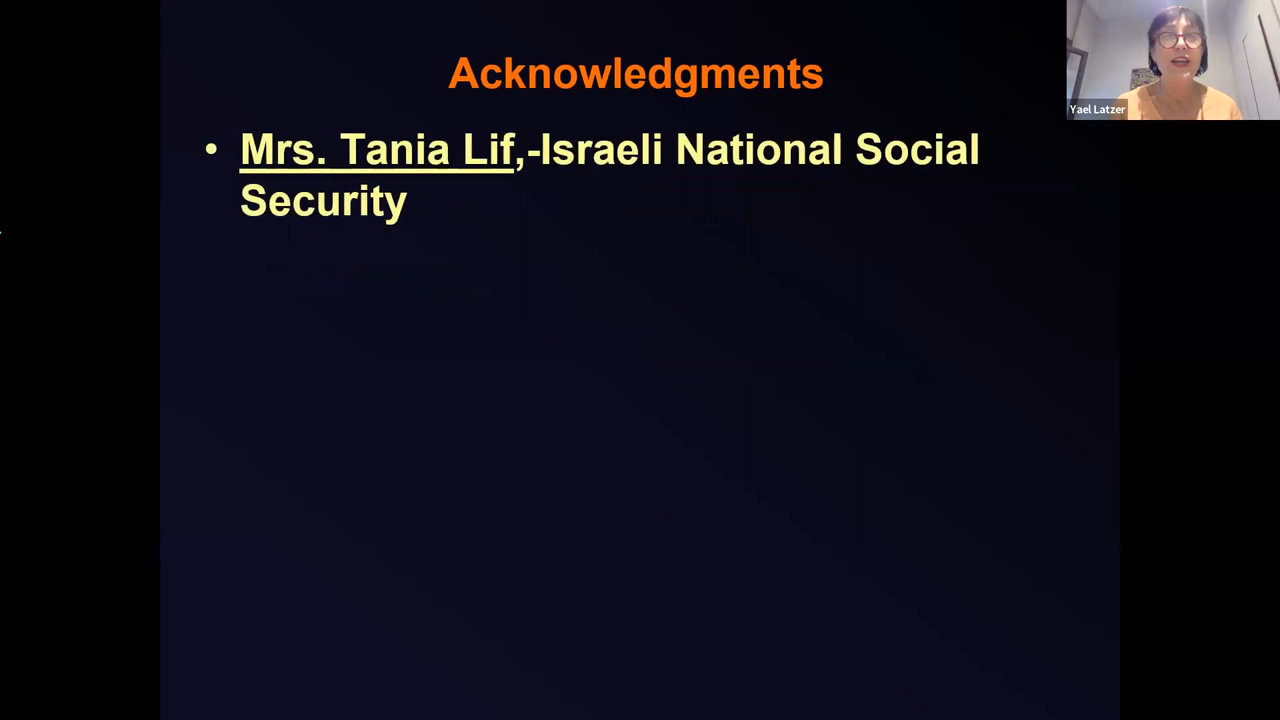 Acknowledgments
Yael Latzer
• Mrs. Tania Lif,-Israeli National Social
Security